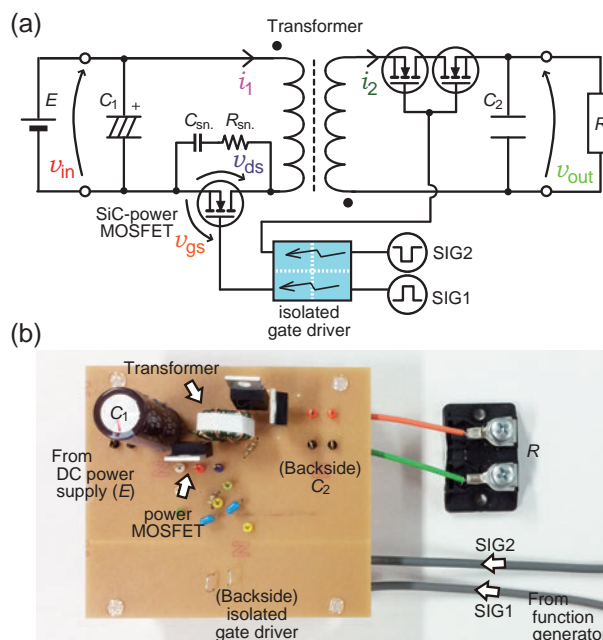 (a)
Transformer
E
C1
+
i1
i2
C2
R
Csn.
Rsn.
vin
vds
vout
SiC-power
MOSFET
vgs
SIG2
SIG1
isolated
gate driver
(b)
Transformer
C1
From
DC power
supply (E)
power
MOSFET
(Backside)
C2
R
SIG2
SIG1
(Backside)
isolated
gate driver
From
function
generato